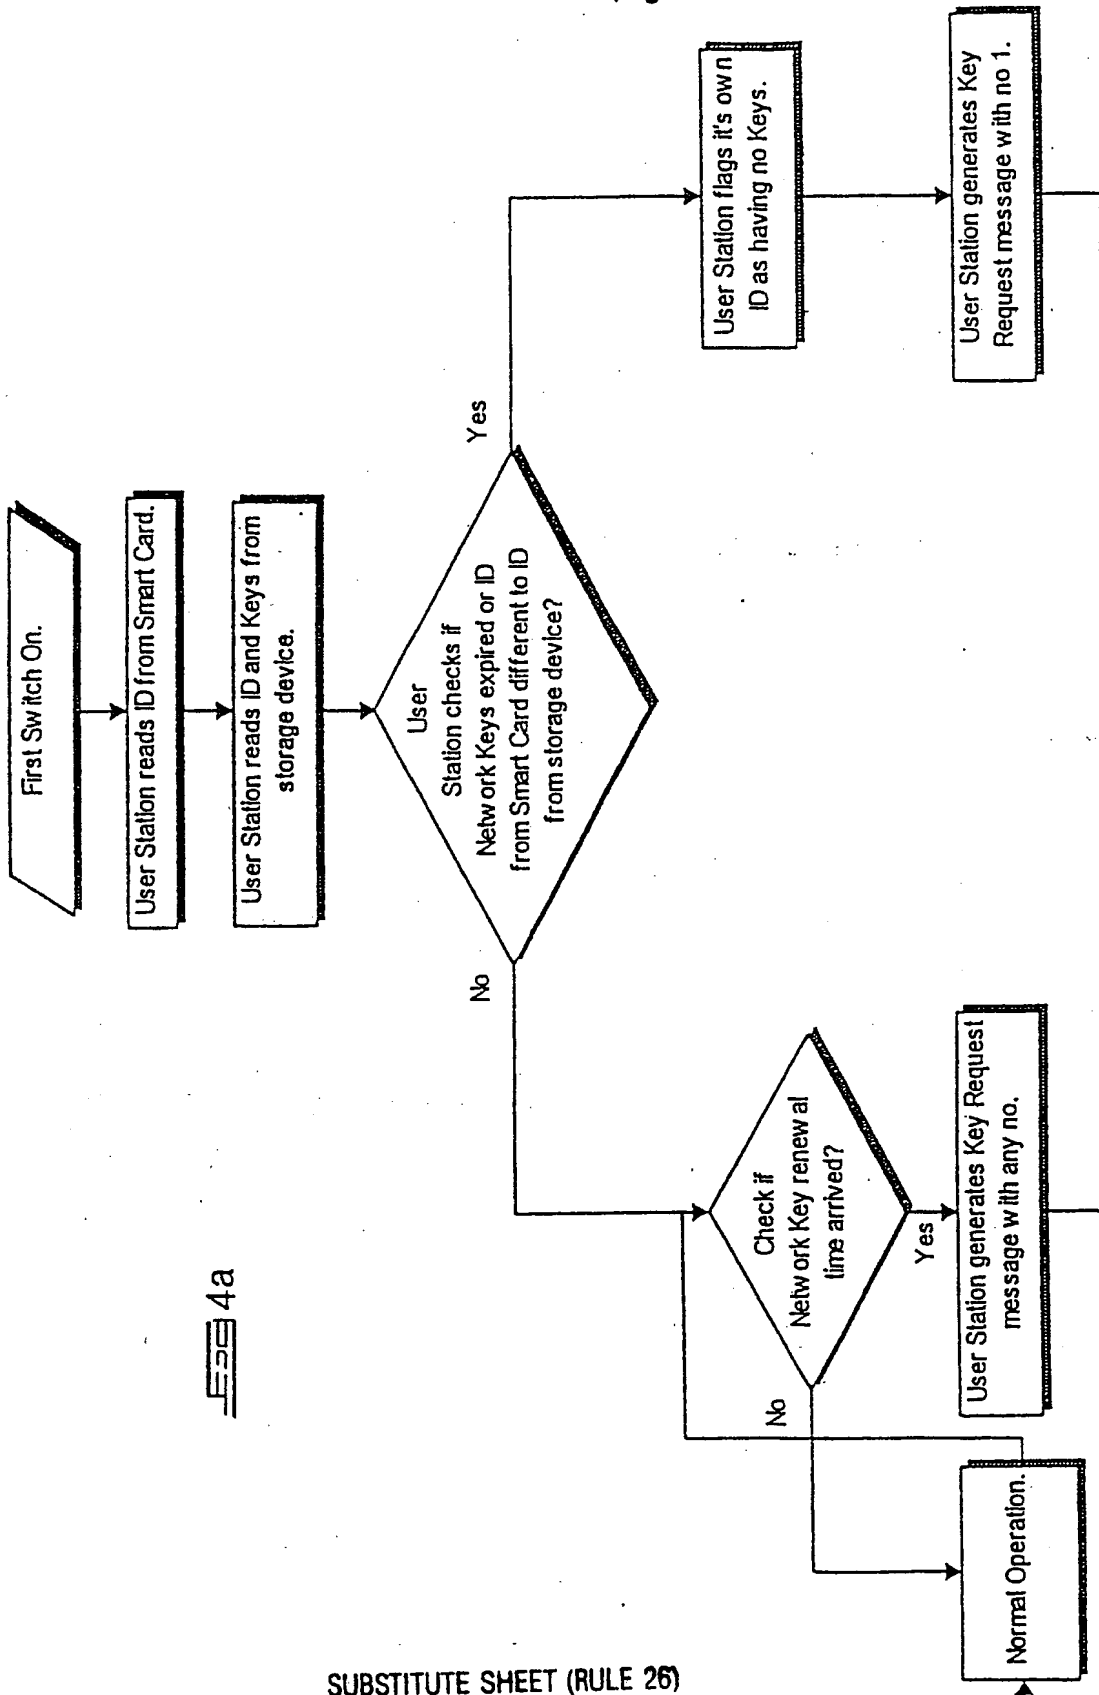 First Switch On.
User Station reads ID from Smart Card.
User Station reads ID and Keys from
storage device.
User
Station checks if
Network Keys expired or ID
from Smart Card different to ID
from storage device?
Yes
No
User Station flags it's own
ID as having no Keys.
User Station generates Key
Request message with no 1.
Check if
Network Key renewal
time arrived?
No
Yes
User Station generates Key Request
message with any no.
Normal Operation.
4a
SUBSTITUTE SHEET (RULE 26)